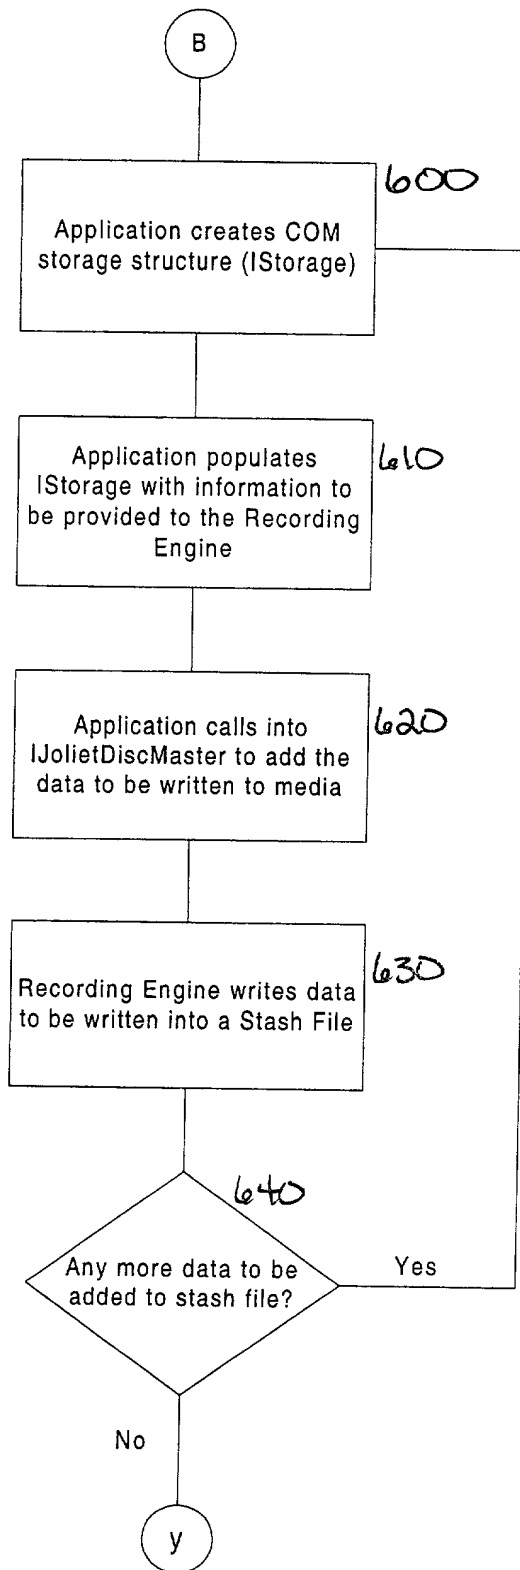 B
600
Application creates COM
storage structure (IStorage)
610
Application populates
IStorage with information to
be provided to the Recording
Engine
620
Application calls into
IJolietDiscMaster to add the
data to be written to media
630
Recording Engine writes data
to be written into a Stash File
640
Any more data to be
added to stash file?
Yes
No
y